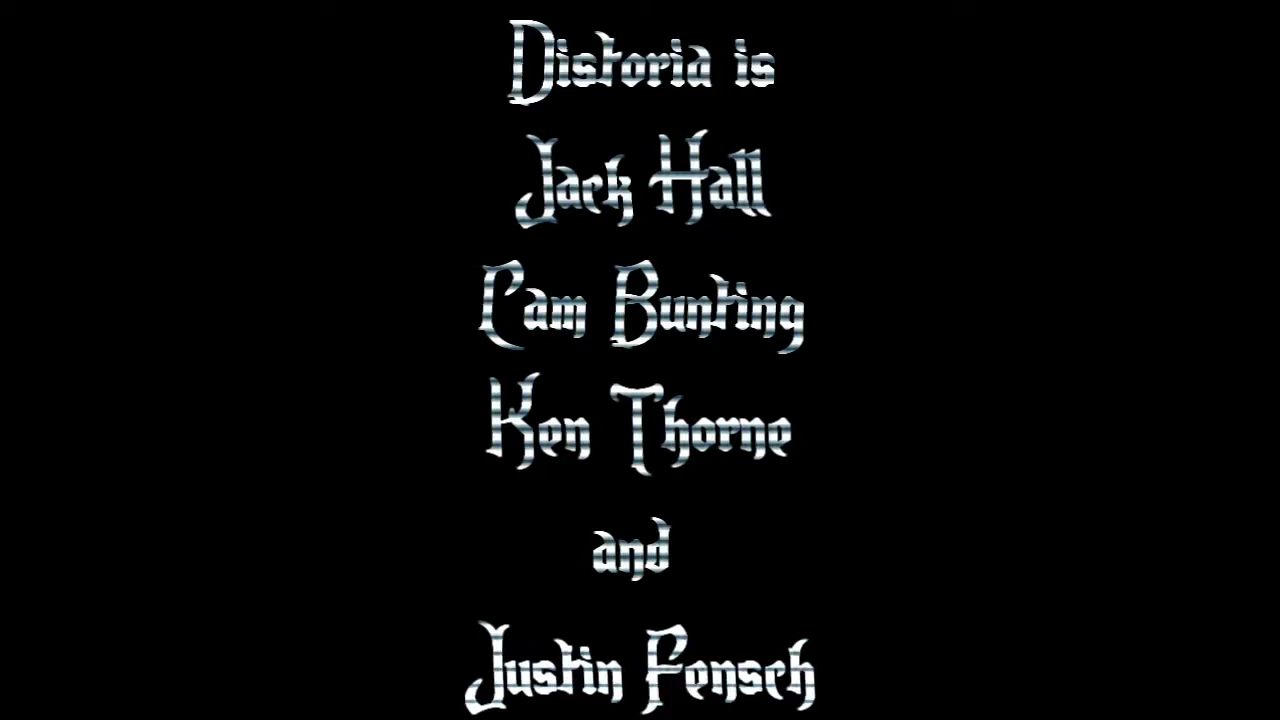 Distoria is
Jack Hall
Cam Bunting
Ken Thorne
and
Justin Fensch